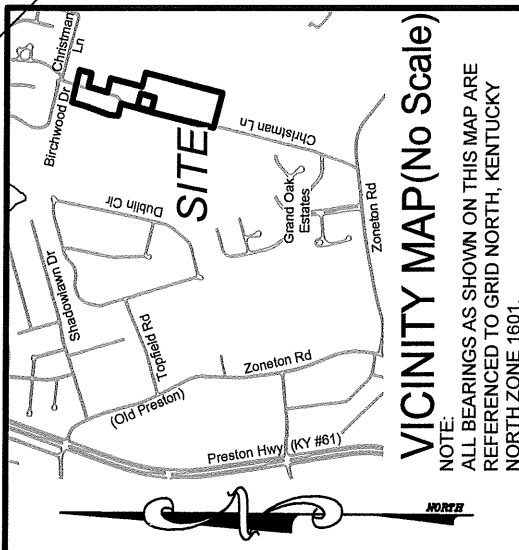 Christman
Ln
Birchwood Dr
SITE
Christman Ln
Dublin Cir
Shadowlawn Dr
Grand Oak
Estates
Zoneton Rd
Topfield Rd
Zoneton Rd
(Old Preston)
Preston Hwy (KY #61)
NORTH
VICINITY MAP(No Scale)
NOTE:
ALL BEARINGS AS SHOWN ON THIS MAP ARE
REFERENCED TO GRID NORTH, KENTUCKY
NORTH ZONE 1601.